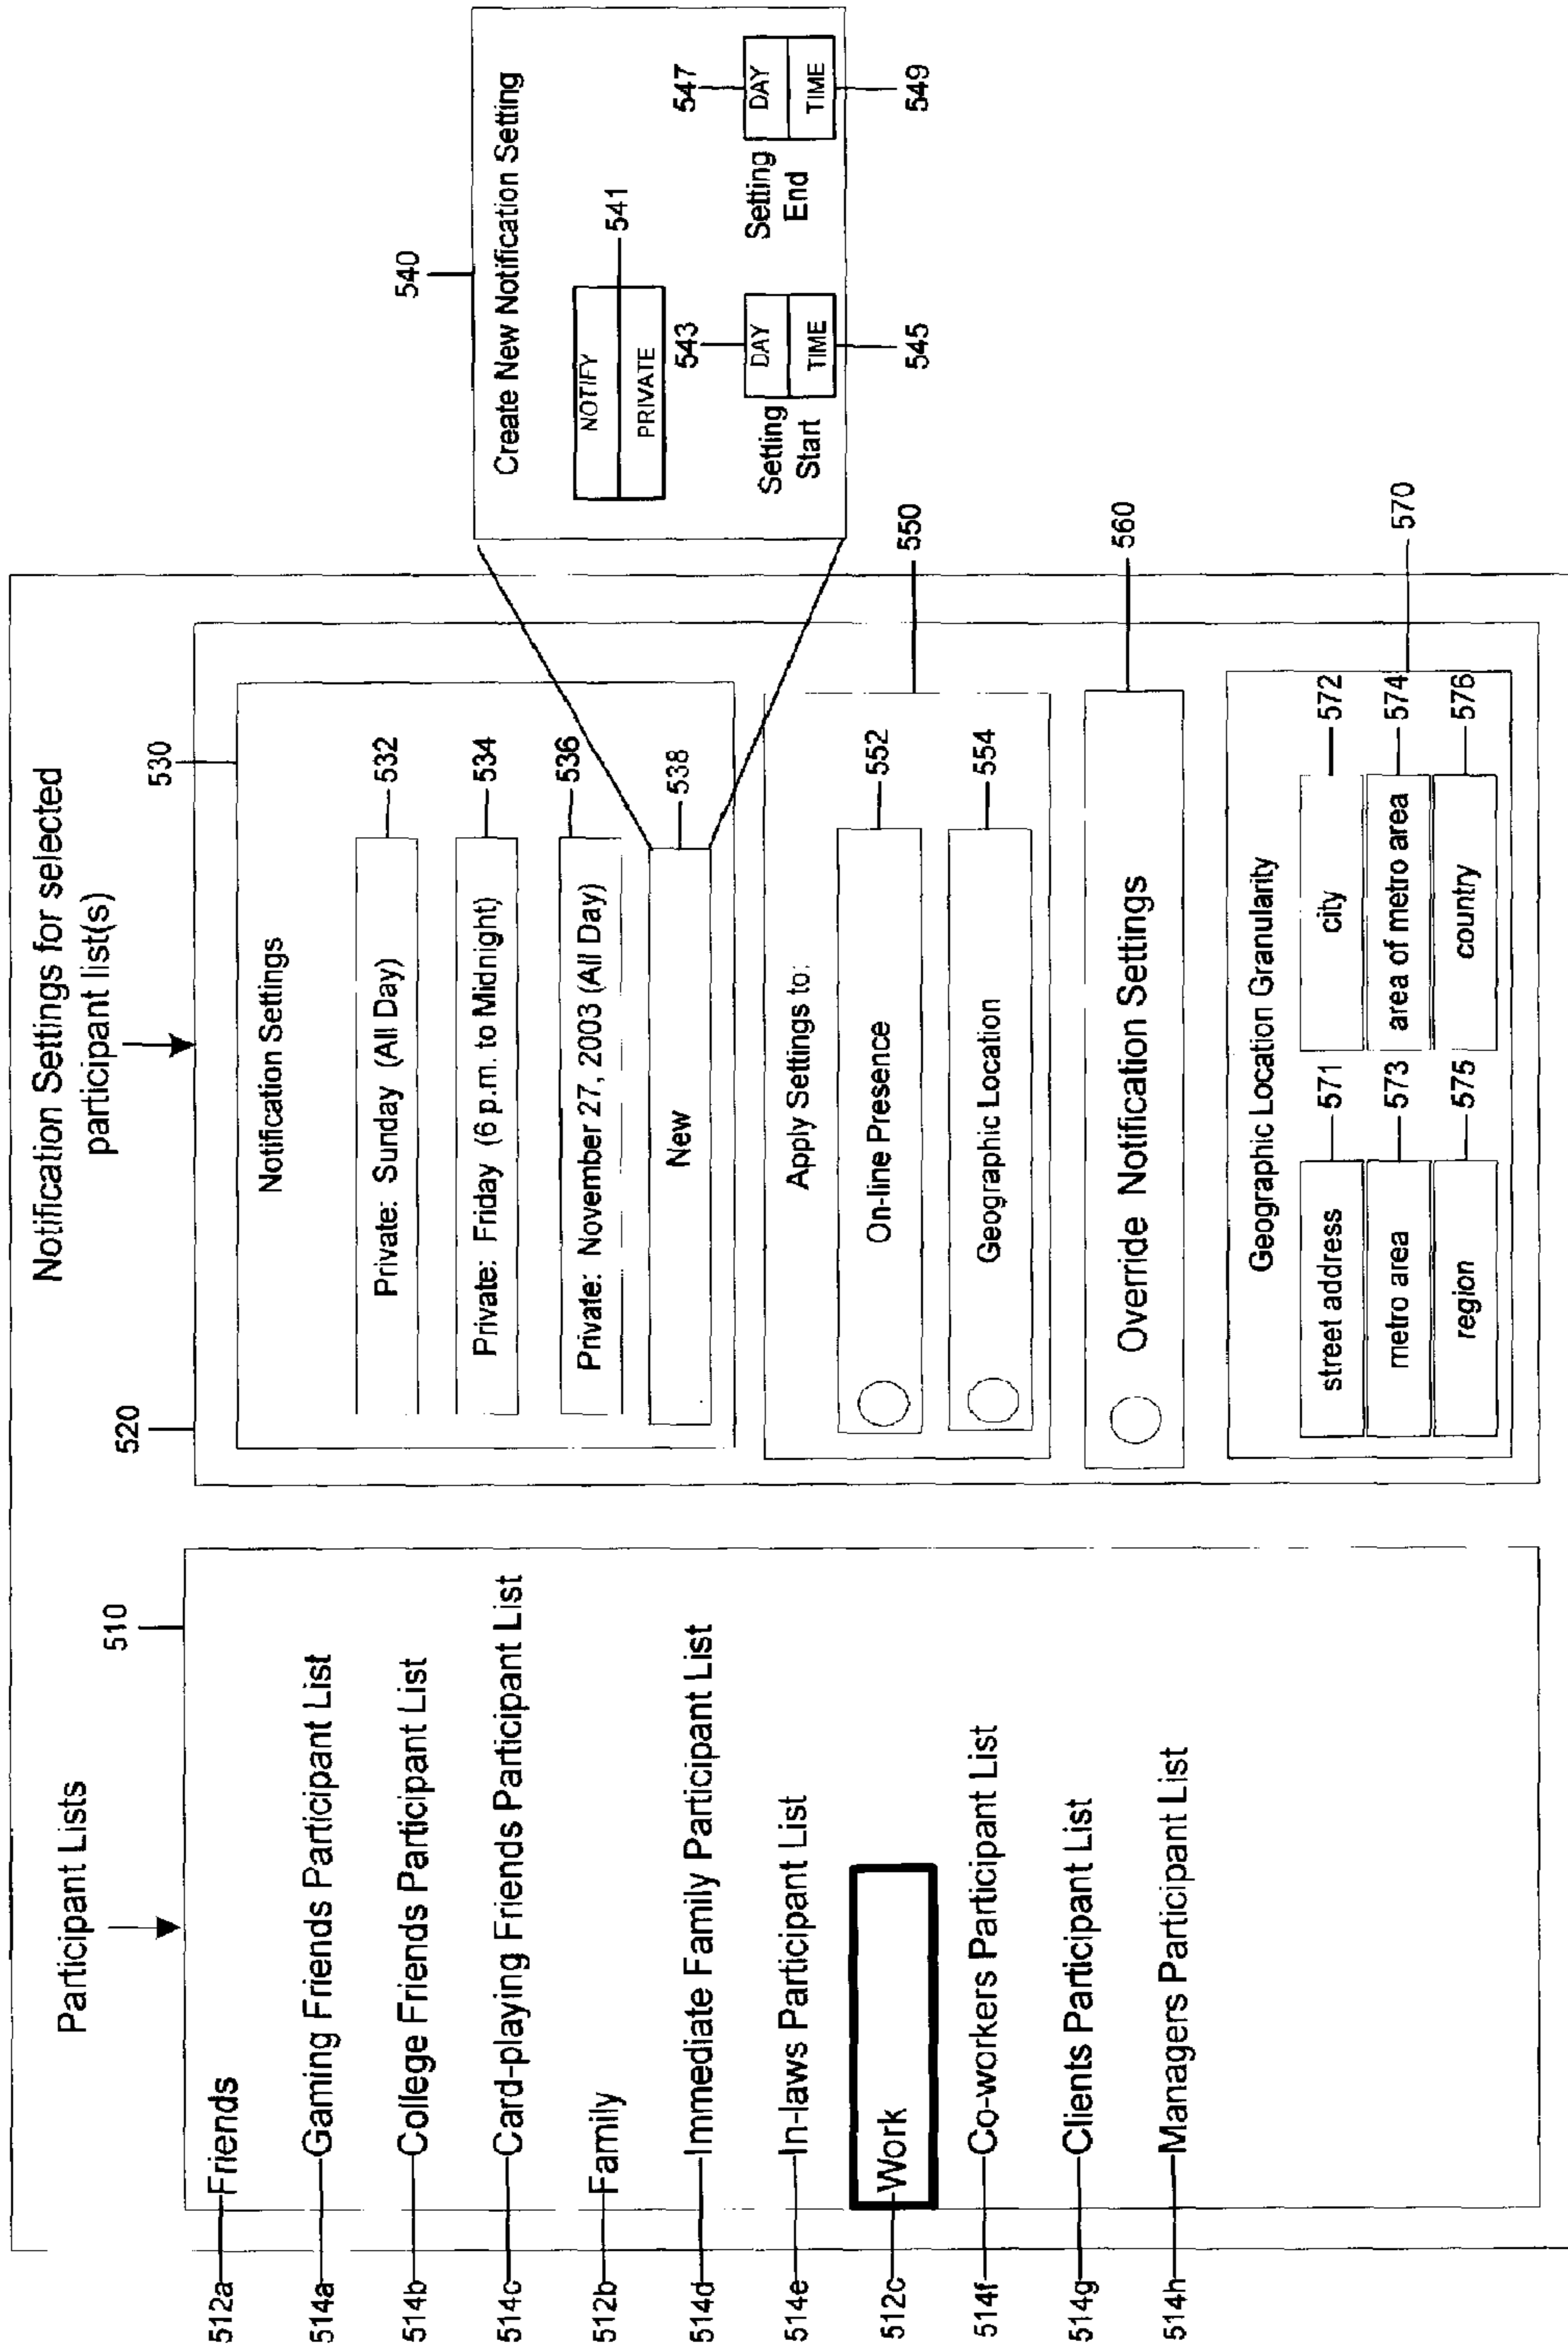 Participant Lists
510
512a
Friends
514a
Gaming Friends Participant List
514b
College Friends Participant List
514c
Card-playing Friends Participant List
512b
Family
514d
Immediate Family Participant List
514e
In-laws Participant List
512c
Work
514f
Co-workers Participant List
514g
Clients Participant List
514h
Managers Participant List
Notification Settings for selected
participant list(s)
520
530
Notification Settings
Private: Sunday (All Day)
532
Private: Friday (6 p.m. to Midnight)
534
Private: November 27, 2003 (All Day)
536
New
538
Apply Settings to:
550
On-line Presence
552
Geographic Location
554
Override Notification Settings
560
Geographic Location Granularity
570
street address
571
city
572
metro area
573
area of metro area
574
region
575
country
576
540
Create New Notification Setting
NOTIFY
PRIVATE
541
543
547
Setting
Start
DAY
TIME
Setting
End
DAY
TIME
545
549